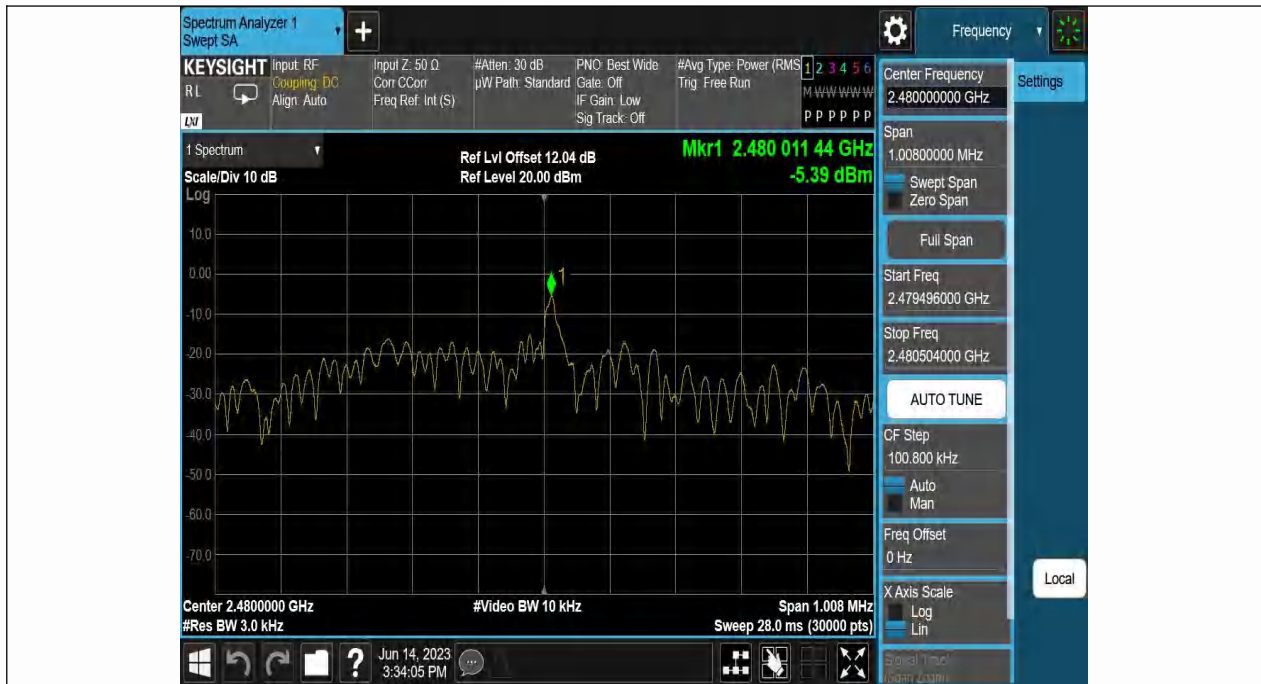 Spectrum Analyzer 1
Swept SA
+
Frequency
KEYSIGHT
RL
LXI
Input: RF
Coupling: DC
Align: Auto
Input Z: 50 Ω
Corr CCorr
Freq Ref: Int (S)
#Atten: 30 dB
µW Path: Standard
PNO: Best Wide
Gate: Off
IF Gain: Low
Sig Track: Off
#Avg Type: Power (RMS
Trig: Free Run
1 2 3 4 5 6
M W W W W W
P P P P P P
1 Spectrum
Scale/Div 10 dB
Log
Ref Lvl Offset 12.04 dB
Ref Level 20.00 dBm
Mkr1 2.480 011 44 GHz
-5.39 dBm
10.0
0.00
-10.0
-20.0
-30.0
-40.0
-50.0
-60.0
-70.0
1
Center 2.4800000 GHz
#Res BW 3.0 kHz
#Video BW 10 kHz
Span 1.008 MHz
Sweep 28.0 ms (30000 pts)
?
Jun 14, 2023
3:34:05 PM
Center Frequency
2.480000000 GHz
Settings
Span
1.00800000 MHz
Swept Span
Zero Span
Full Span
Start Freq
2.479496000 GHz
Stop Freq
2.480504000 GHz
AUTO TUNE
CF Step
100.800 kHz
Auto
Man
Freq Offset
0 Hz
X Axis Scale
Log
Lin
Local
Signal Track
(Span Zoom)